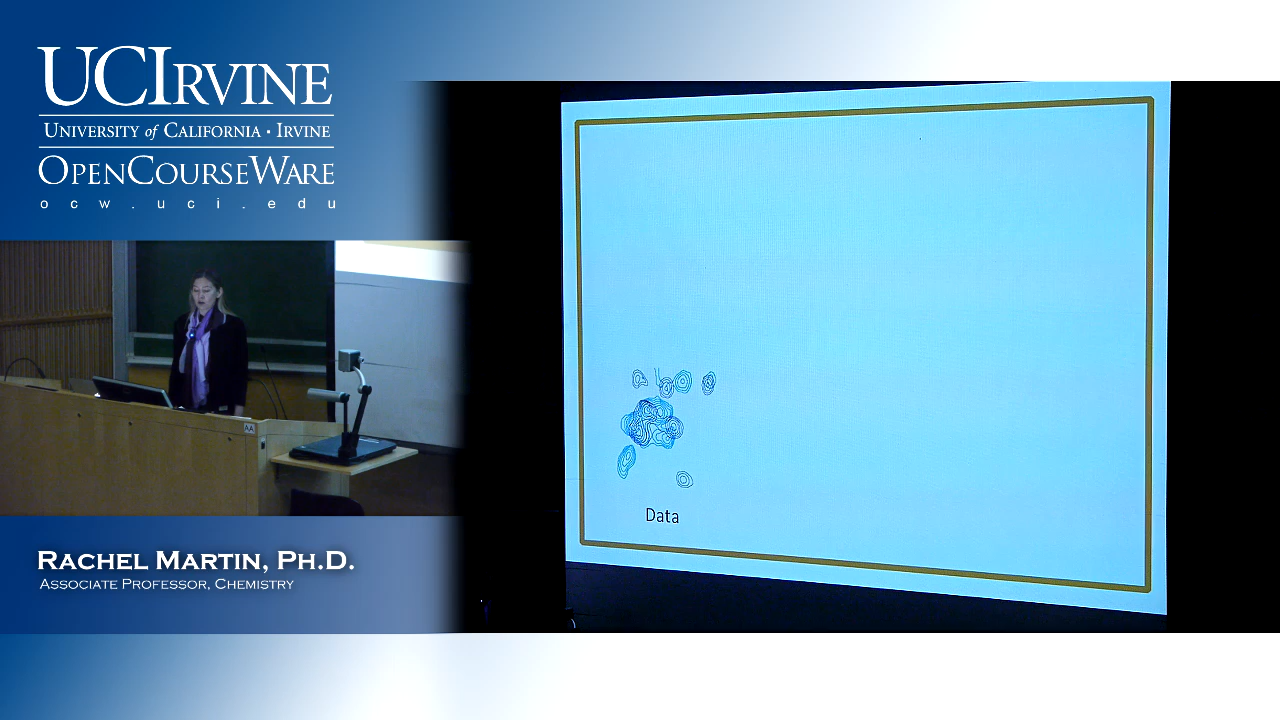 UCIRVINE
UNIVERSITY of CALIFORNIA · IRVINE
OPENCOURSEWARE
ocw.uci.edu
AA
RACHEL MARTIN, PH.D.
ASSOCIATE PROFESSOR, CHEMISTRY
Data